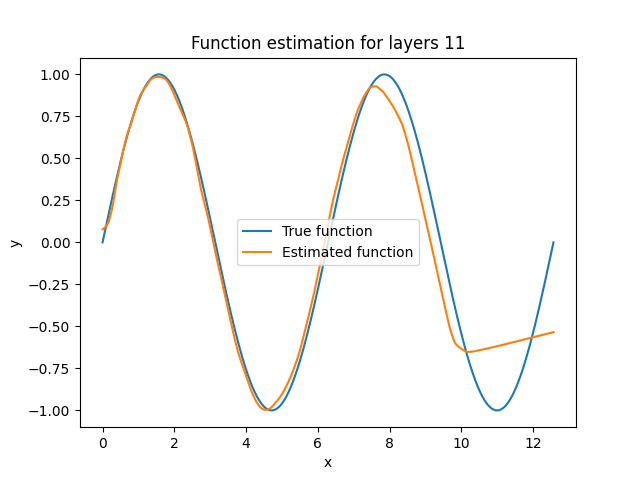 Function estimation for layers 11
1.00
0.75
0.50
0.25
0.00
−0.25
−0.50
−0.75
−1.00
y
True function
Estimated function
0 2 4 6 8 10 12
x